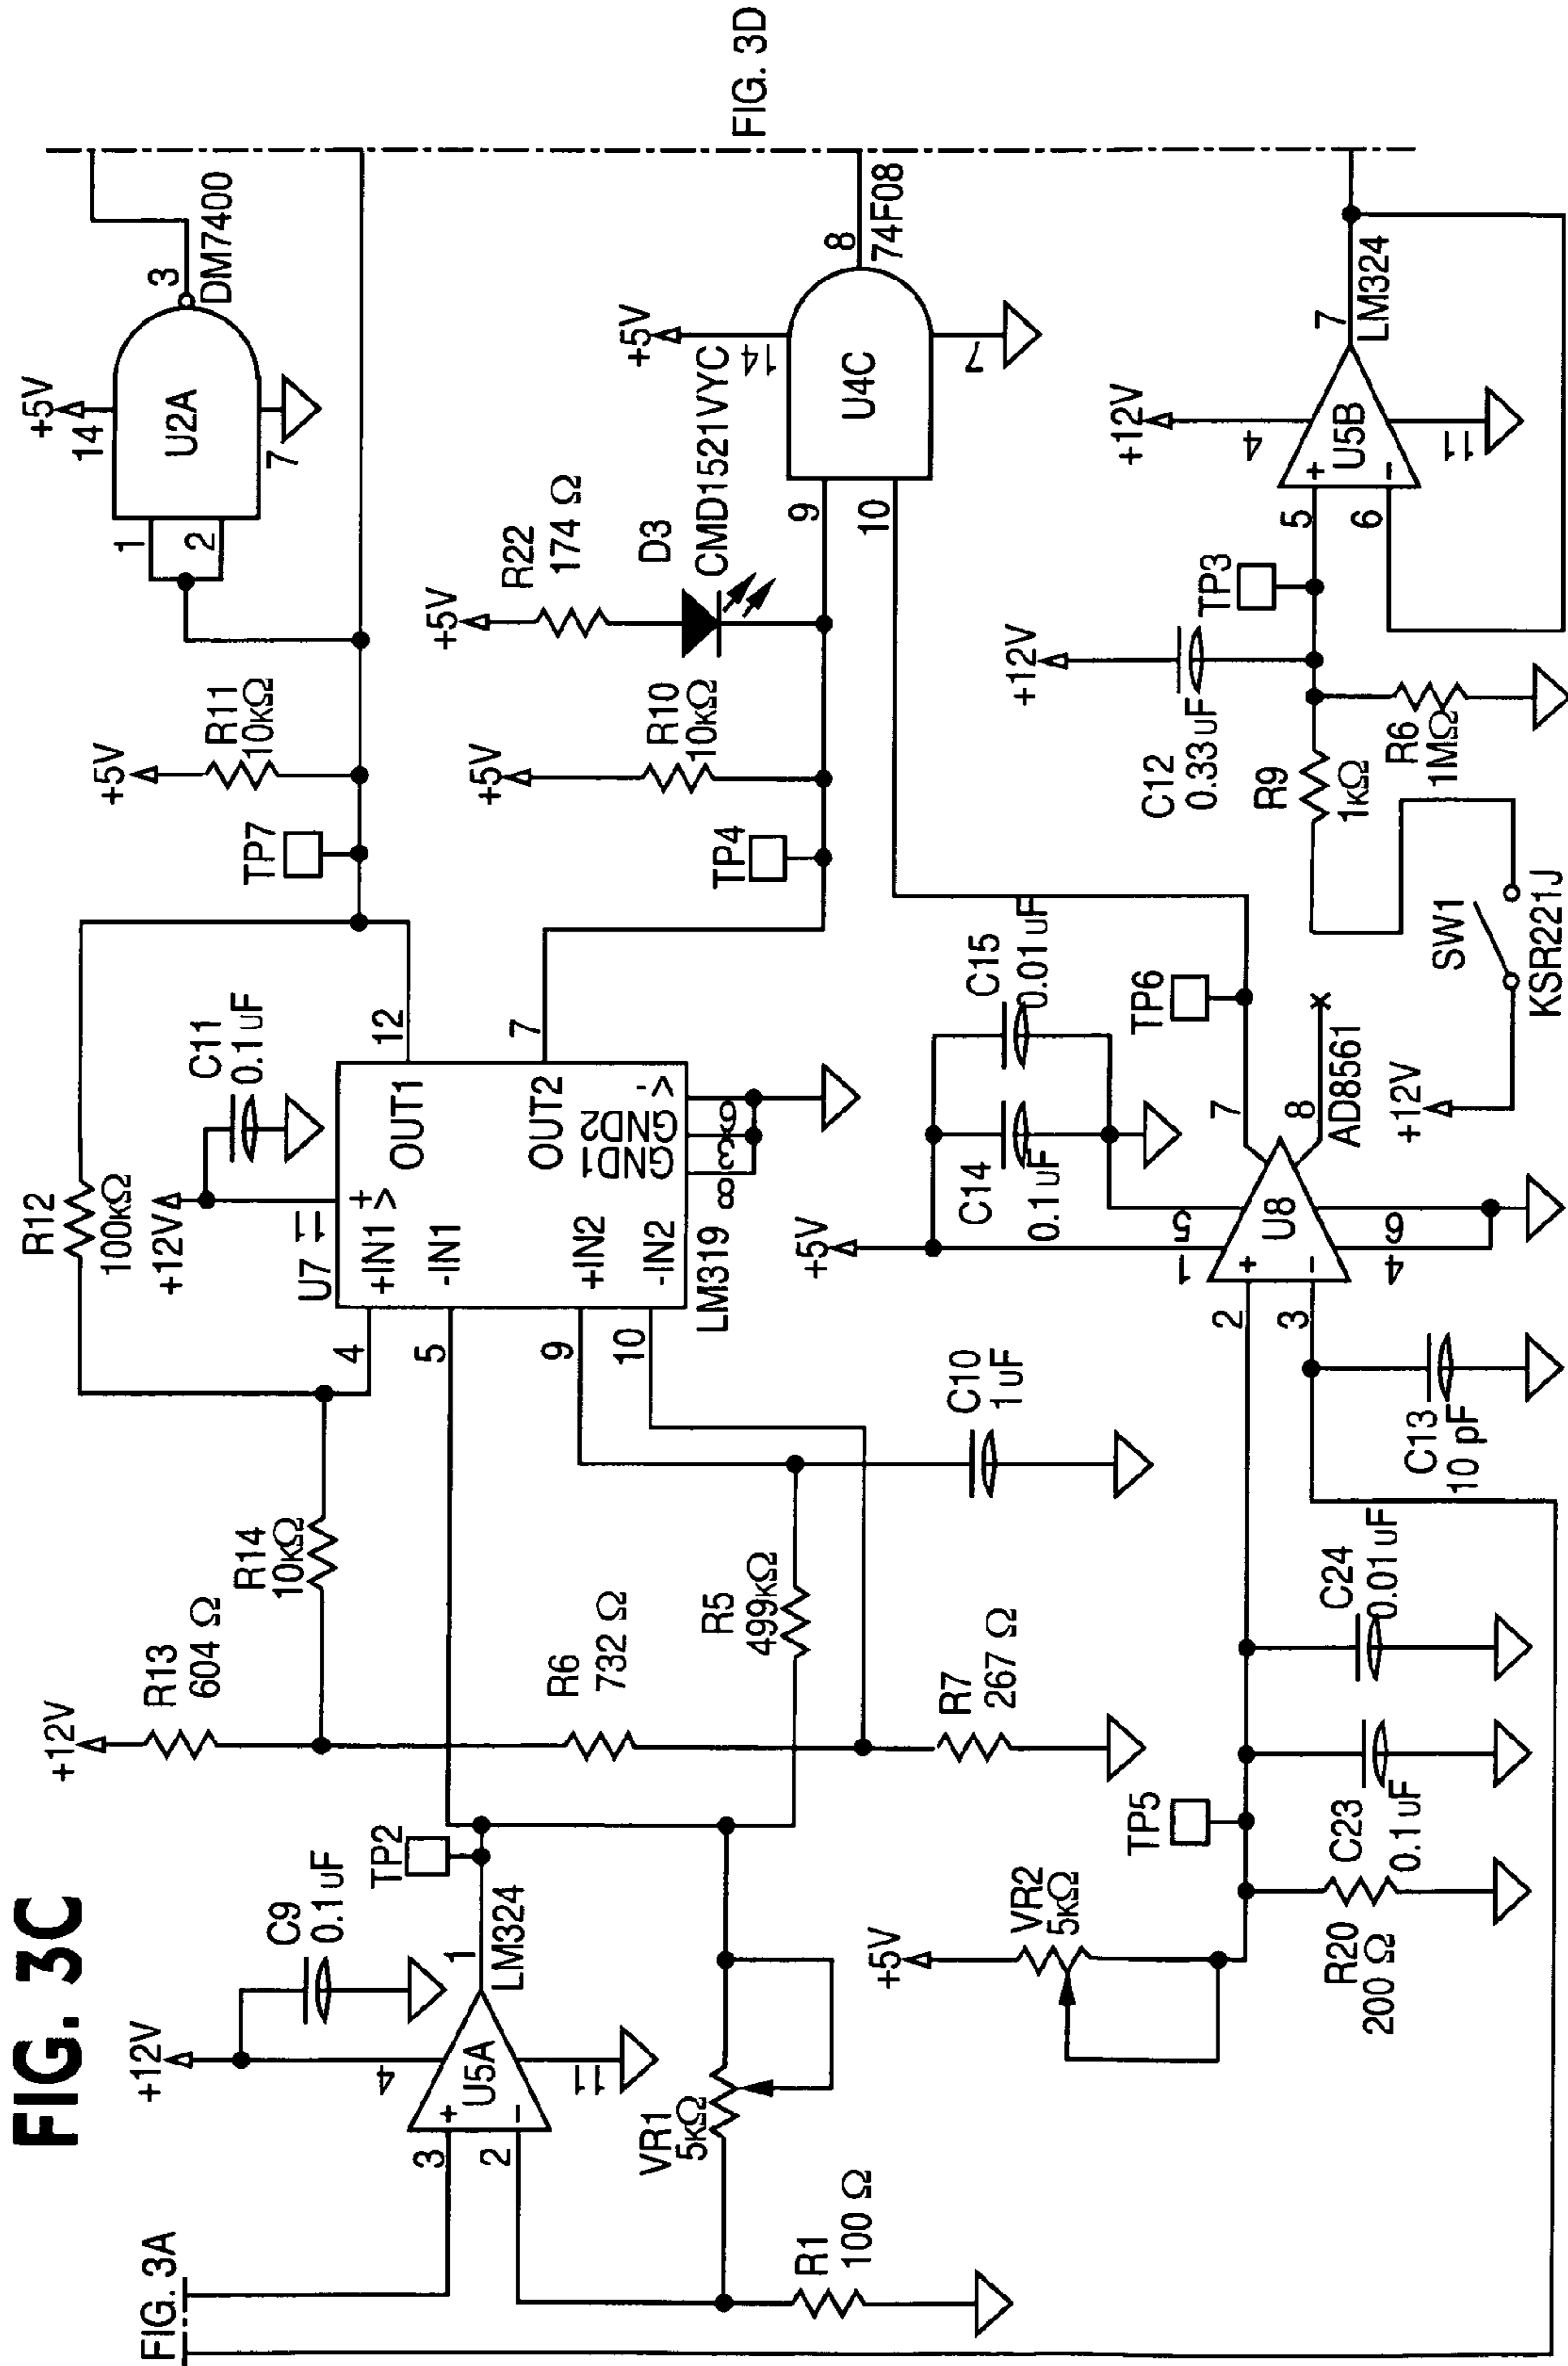 FIG. 3C
FIG. 3A
+12V
C9
0.1uF
4
3
2
+
-
U5A
1
LM324
11
TP2
VR1
5KΩ
R1
100 Ω
+12V
R13
604 Ω
R14
10KΩ
R6
732 Ω
R5
499KΩ
R7
267 Ω
C10
1uF
R12
100KΩ
+12V
C11
0.1uF
11
U7
4
5
9
10
+IN1
-IN1
+IN2
-IN2
V+
OUT1
OUT2
GND1
GND2
V-
8
3
6
12
7
LM319
TP7
+5V
R11
10KΩ
+5V
14
1
2
U2A
7
3
DM7400
TP4
+5V
R10
10KΩ
+5V
R22
174 Ω
D3
CMD1521VYC
+5V
14
9
10
U4C
7
8
74F08
FIG. 3D
+5V
VR2
5KΩ
TP5
R20
200 Ω
C23
0.1uF
C24
0.01uF
C13
10 pF
+5V
C14
0.1uF
C15
0.01uF
1
5
2
3
+
-
U8
4
6
7
8
AD8561
TP6
+12V
SW1
KSR221J
R9
1KΩ
R6
1MΩ
+12V
C12
0.33uF
TP3
+12V
4
5
6
+
-
U5B
11
7
LM324